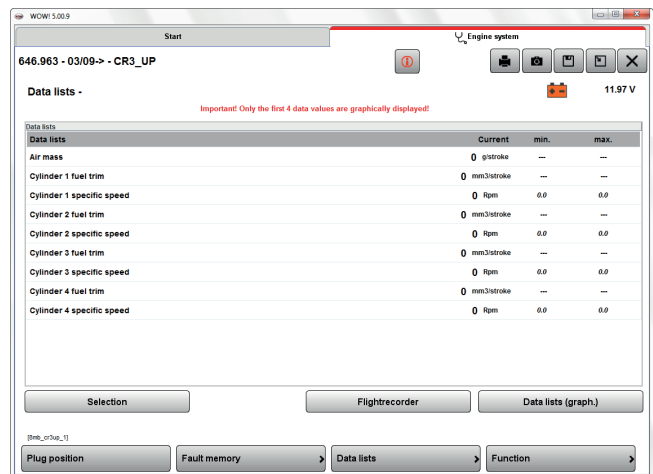 WOW! 5.00.9
Start
Engine system
646.963 - 03/09-> - CR3_UP
Data lists -
11.97 V
Important! Only the first 4 data values are graphically displayed!
Data lists
Data lists Current min. max.
Air mass 0 g/stroke --- ---
Cylinder 1 fuel trim 0 mm3/stroke --- ---
Cylinder 1 specific speed 0 Rpm 0.0 0.0
Cylinder 2 fuel trim 0 mm3/stroke --- ---
Cylinder 2 specific speed 0 Rpm 0.0 0.0
Cylinder 3 fuel trim 0 mm3/stroke --- ---
Cylinder 3 specific speed 0 Rpm 0.0 0.0
Cylinder 4 fuel trim 0 mm3/stroke --- ---
Cylinder 4 specific speed 0 Rpm 0.0 0.0
Selection
Flightrecorder
Data lists (graph.)
[8mb_cr3up_1]
Plug position
Fault memory
Data lists
Function